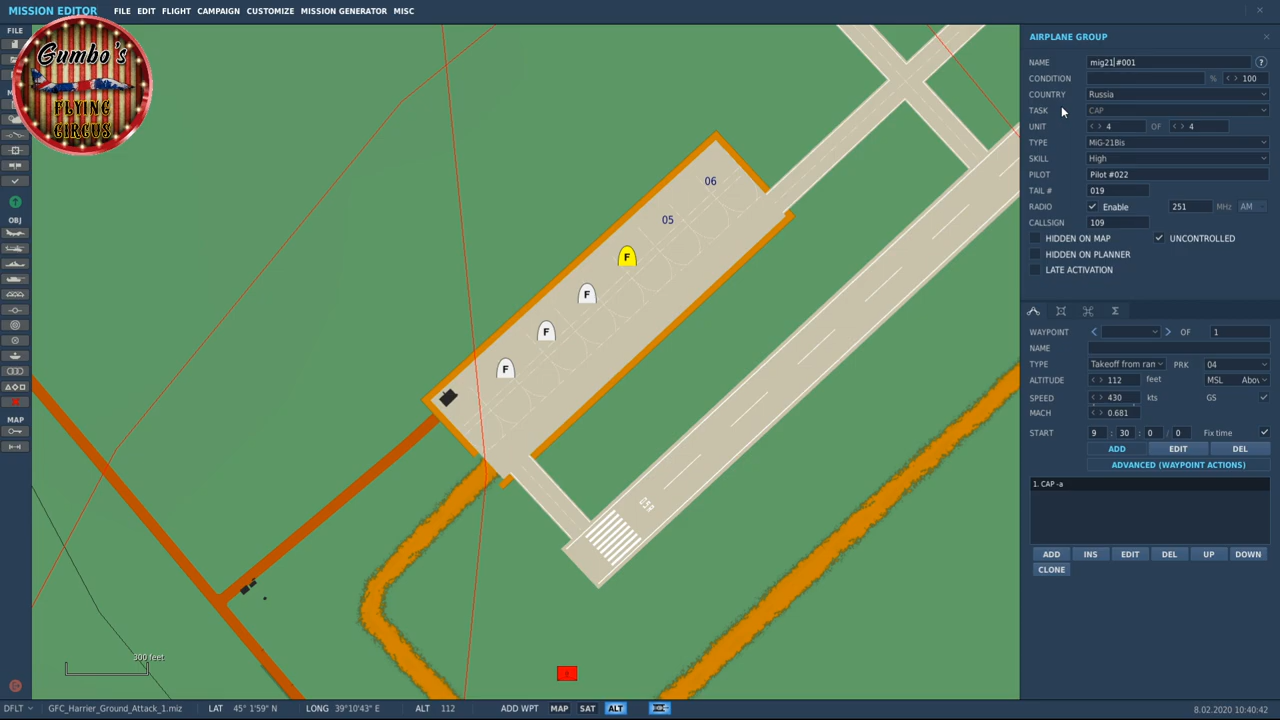 MISSION EDITOR FILE EDIT FLIGHT CAMPAIGN CUSTOMIZE MISSION GENERATOR MISC
FILE
Gumbo's
FLYING
CIRCUS
OBJ
MAP
06
05
F
F
F
F
300 feet
AIRPLANE GROUP
NAME mig21 #001 ?
CONDITION % < > 100
COUNTRY Russia
TASK CAP
UNIT < > 4 OF < > 4
TYPE MiG-21Bis
SKILL High
PILOT Pilot #022
TAIL # 019
RADIO Enable 251 MHz AM
CALLSIGN 109
HIDDEN ON MAP UNCONTROLLED
HIDDEN ON PLANNER
LATE ACTIVATION
WAYPOINT < > OF 1
NAME
TYPE Takeoff from ram PRK 04
ALTITUDE < > 112 feet MSL Abov
SPEED < > 430 kts GS
MACH < > 0.681
START 9 : 30 : 0 / 0 Fix time
ADD EDIT DEL
ADVANCED (WAYPOINT ACTIONS)
1. CAP -a
ADD INS EDIT DEL UP DOWN
CLONE
DFLT GFC_Harrier_Ground_Attack_1.miz LAT 45° 1'59" N LONG 39°10'43" E ALT 112 ADD WPT MAP SAT ALT 8.02.2020 10:40:42